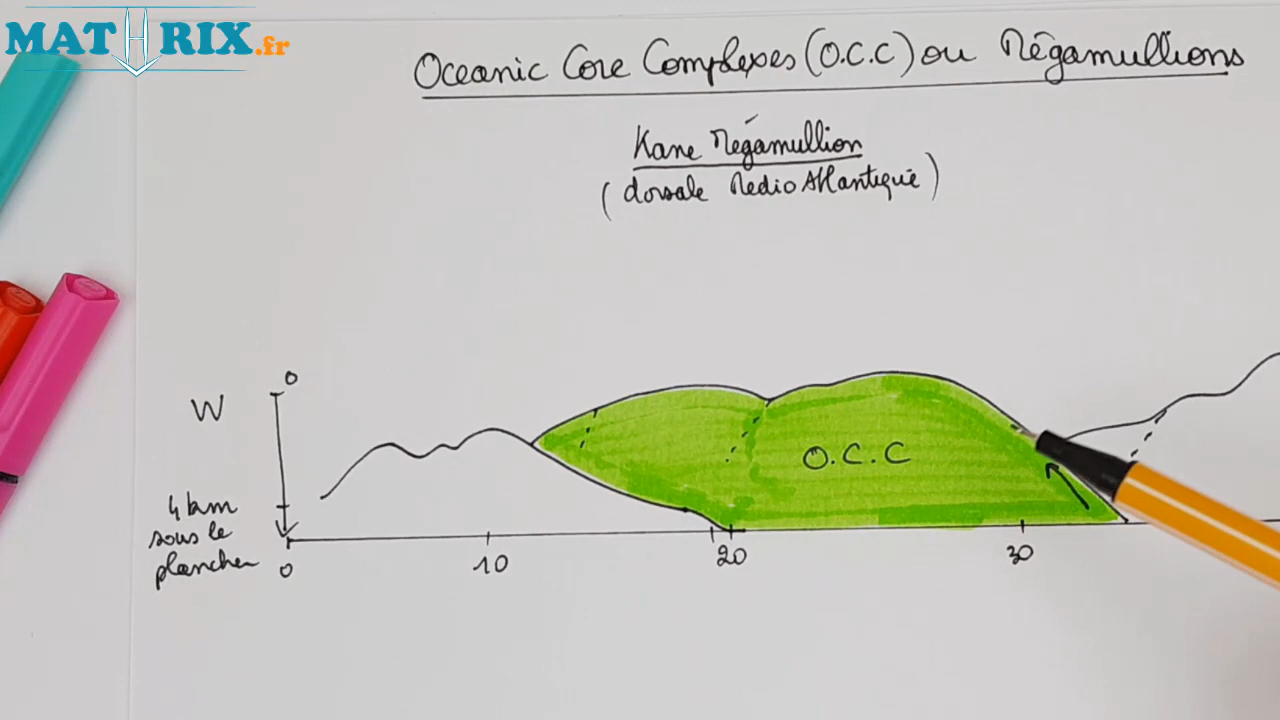 MATHRIX.fr
Oceanic Core Complexes (O.C.C) ou Mégamullions
Kane Mégamullion
(dorsale Medio Atlantique)
0
W
O.C.C
4 km
sous le
plancher
0 10 20 30